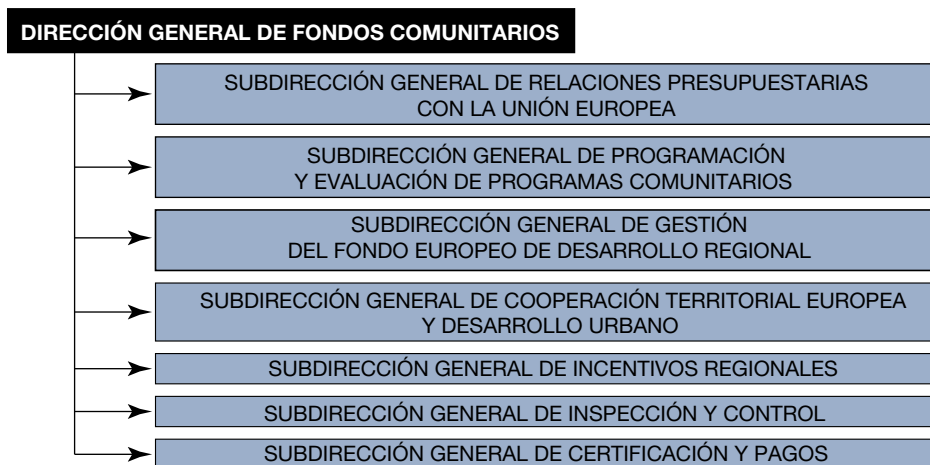 DIRECCIÓN GENERAL DE FONDOS COMUNITARIOS
SUBDIRECCIÓN GENERAL DE RELACIONES PRESUPUESTARIAS
CON LA UNIÓN EUROPEA
SUBDIRECCIÓN GENERAL DE PROGRAMACIÓN
Y EVALUACIÓN DE PROGRAMAS COMUNITARIOS
SUBDIRECCIÓN GENERAL DE GESTIÓN
DEL FONDO EUROPEO DE DESARROLLO REGIONAL
SUBDIRECCIÓN GENERAL DE COOPERACIÓN TERRITORIAL EUROPEA
Y DESARROLLO URBANO
SUBDIRECCIÓN GENERAL DE INCENTIVOS REGIONALES
SUBDIRECCIÓN GENERAL DE INSPECCIÓN Y CONTROL
SUBDIRECCIÓN GENERAL DE CERTIFICACIÓN Y PAGOS